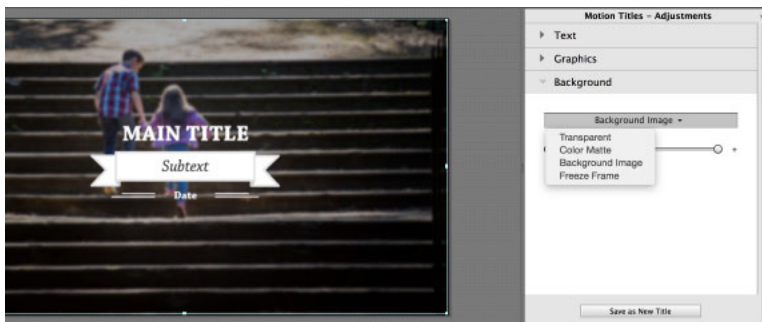 Motion Titles – Adjustments
Text
Graphics
Background
Background Image
Transparent
Color Matte
Background Image
Freeze Frame
MAIN TITLE
Subtext
Date
Save as New Title